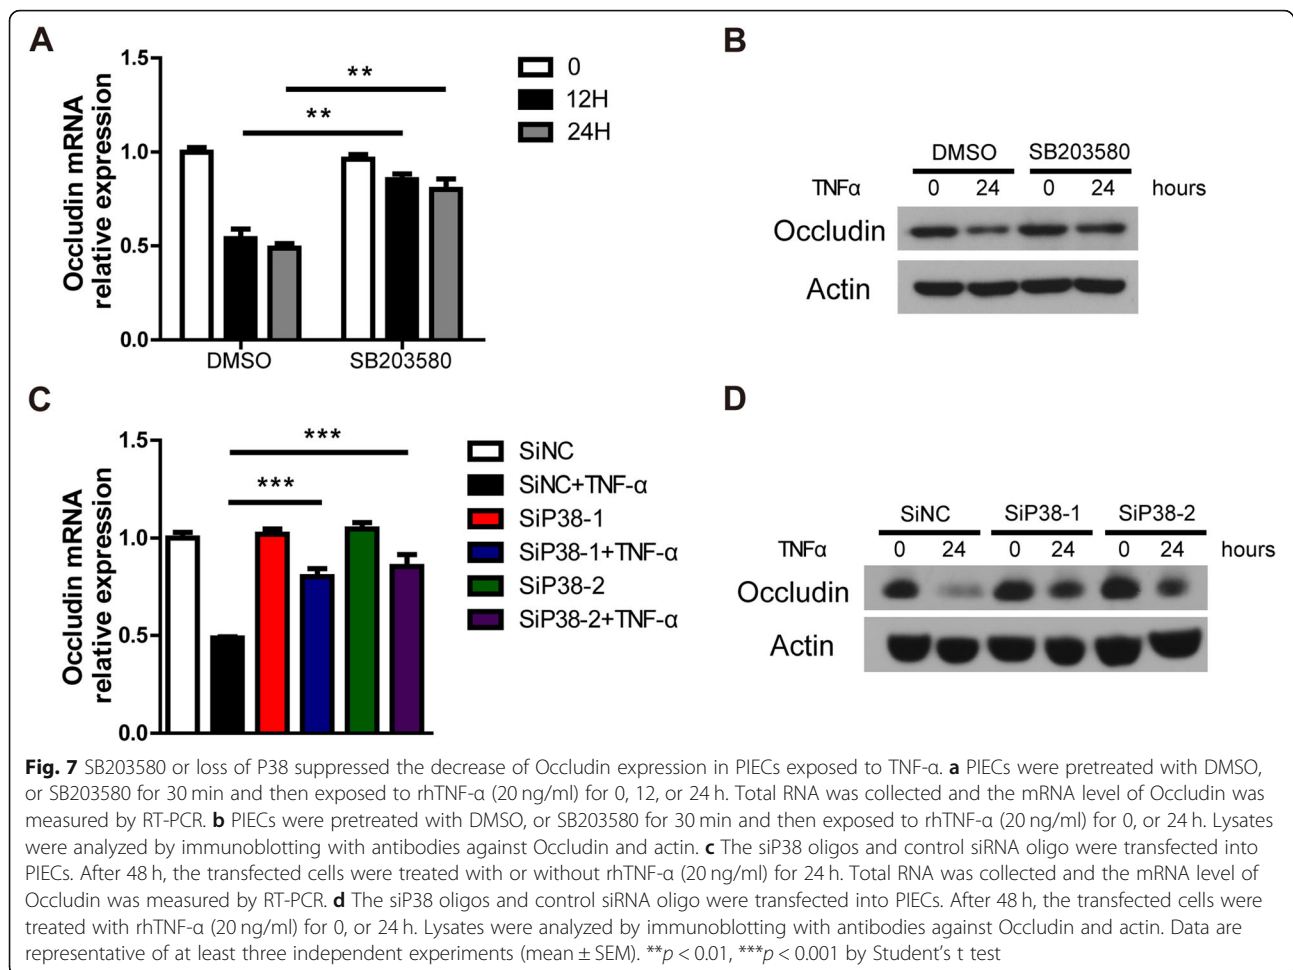 A
Occludin mRNA
relative expression
1.5
1.0
0.5
0.0
**
**
DMSO
SB203580
0
12H
24H
B
DMSO SB203580
TNFα 0 24 0 24 hours
Occludin
Actin
C
Occludin mRNA
relative expression
1.5
1.0
0.5
0.0
***
***
SiNC
SiNC+TNF-α
SiP38-1
SiP38-1+TNF-α
SiP38-2
SiP38-2+TNF-α
D
SiNC SiP38-1 SiP38-2
TNFα 0 24 0 24 0 24 hours
Occludin
Actin
Fig. 7 SB203580 or loss of P38 suppressed the decrease of Occludin expression in PIECs exposed to TNF-α. a PIECs were pretreated with DMSO,
or SB203580 for 30 min and then exposed to rhTNF-α (20 ng/ml) for 0, 12, or 24 h. Total RNA was collected and the mRNA level of Occludin was
measured by RT-PCR. b PIECs were pretreated with DMSO, or SB203580 for 30 min and then exposed to rhTNF-α (20 ng/ml) for 0, or 24 h. Lysates
were analyzed by immunoblotting with antibodies against Occludin and actin. c The siP38 oligos and control siRNA oligo were transfected into
PIECs. After 48 h, the transfected cells were treated with or without rhTNF-α (20 ng/ml) for 24 h. Total RNA was collected and the mRNA level of
Occludin was measured by RT-PCR. d The siP38 oligos and control siRNA oligo were transfected into PIECs. After 48 h, the transfected cells were
treated with rhTNF-α (20 ng/ml) for 0, or 24 h. Lysates were analyzed by immunoblotting with antibodies against Occludin and actin. Data are
representative of at least three independent experiments (mean ± SEM). **p < 0.01, ***p < 0.001 by Student's t test